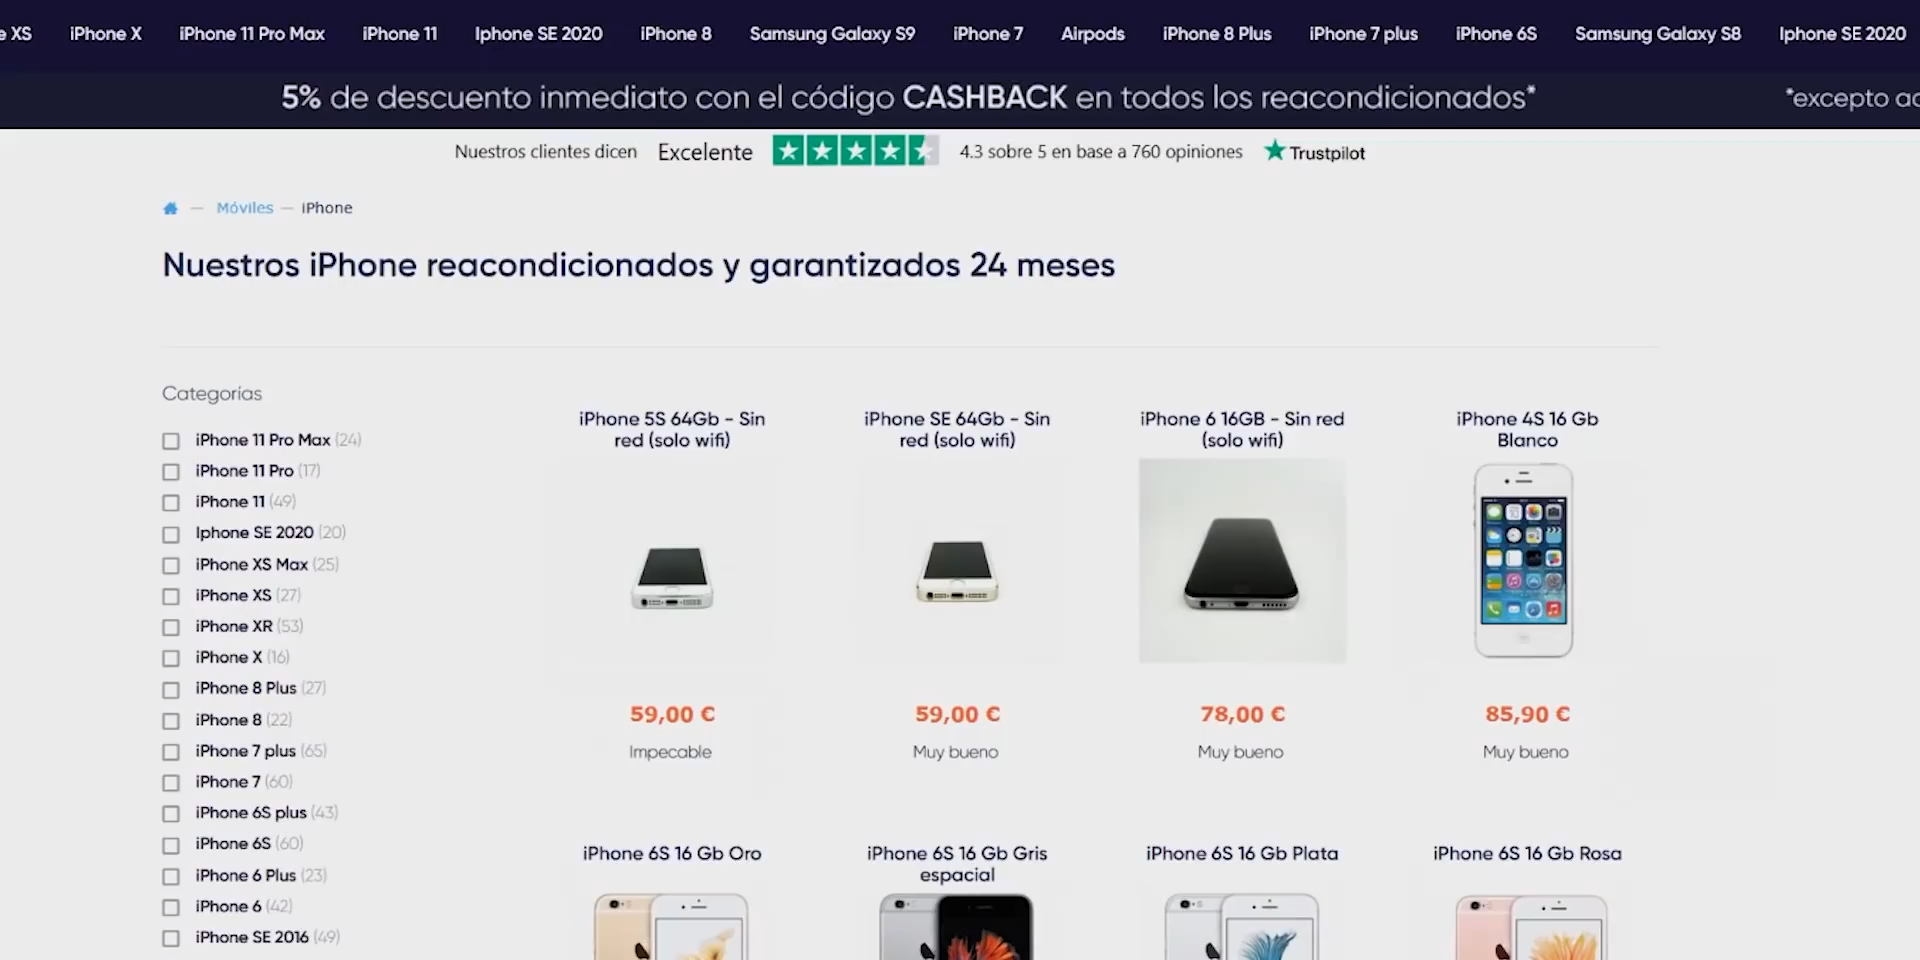 e XS iPhone X iPhone 11 Pro Max iPhone 11 Iphone SE 2020 iPhone 8 Samsung Galaxy S9 iPhone 7 Airpods iPhone 8 Plus iPhone 7 plus iPhone 6S Samsung Galaxy S8 Iphone SE 2020
5% de descuento inmediato con el código CASHBACK en todos los reacondicionados* *excepto ac
Nuestros clientes dicen Excelente 4.3 sobre 5 en base a 760 opiniones Trustpilot
— Móviles — iPhone
Nuestros iPhone reacondicionados y garantizados 24 meses
Categorías
iPhone 11 Pro Max (24)
iPhone 11 Pro (17)
iPhone 11 (49)
Iphone SE 2020 (20)
iPhone XS Max (25)
iPhone XS (27)
iPhone XR (53)
iPhone X (16)
iPhone 8 Plus (27)
iPhone 8 (22)
iPhone 7 plus (65)
iPhone 7 (60)
iPhone 6S plus (43)
iPhone 6S (60)
iPhone 6 Plus (23)
iPhone 6 (42)
iPhone SE 2016 (49)
iPhone 5S 64Gb - Sin
red (solo wifi)
59,00 €
Impecable
iPhone SE 64Gb - Sin
red (solo wifi)
59,00 €
Muy bueno
iPhone 6 16GB - Sin red
(solo wifi)
78,00 €
Muy bueno
iPhone 4S 16 Gb
Blanco
85,90 €
Muy bueno
iPhone 6S 16 Gb Oro
iPhone 6S 16 Gb Gris
espacial
iPhone 6S 16 Gb Plata
iPhone 6S 16 Gb Rosa